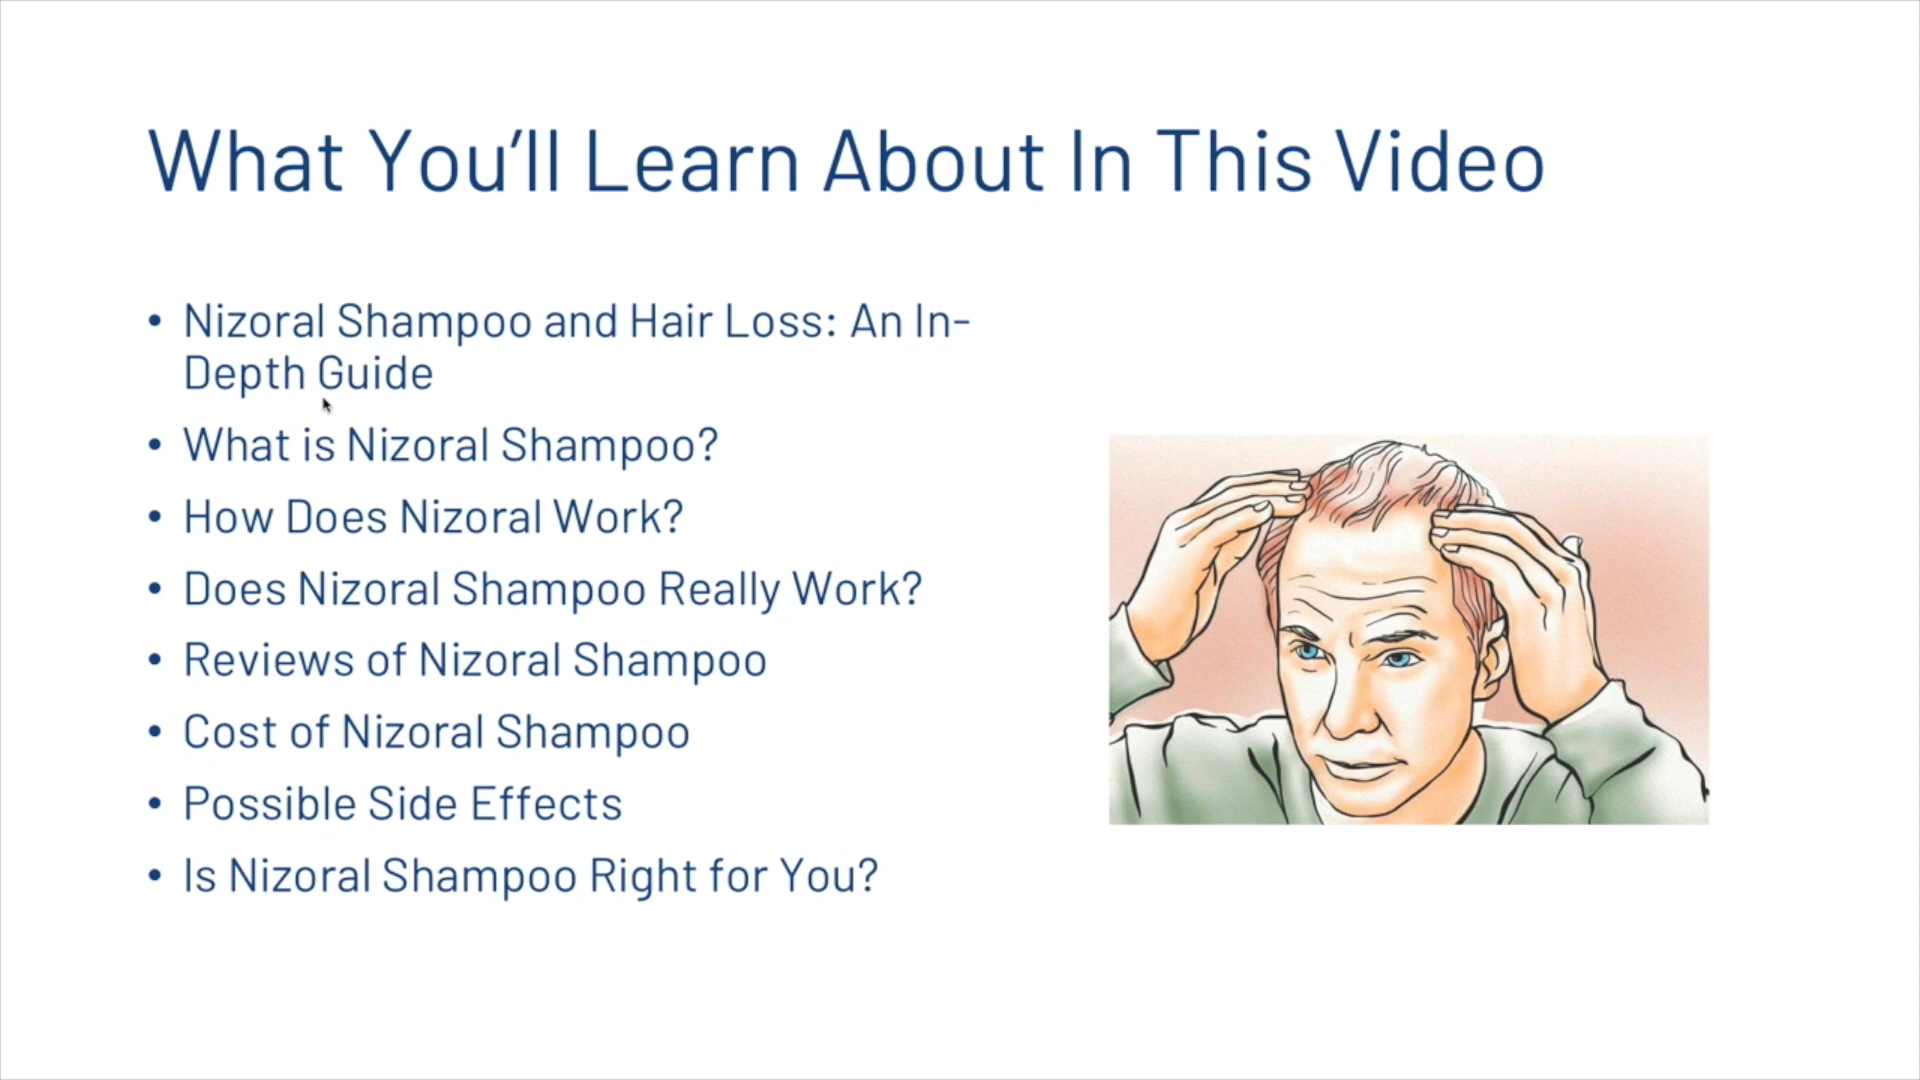 What You’ll Learn About In This Video
• Nizoral Shampoo and Hair Loss: An In-
Depth Guide
• What is Nizoral Shampoo?
• How Does Nizoral Work?
• Does Nizoral Shampoo Really Work?
• Reviews of Nizoral Shampoo
• Cost of Nizoral Shampoo
• Possible Side Effects
• Is Nizoral Shampoo Right for You?